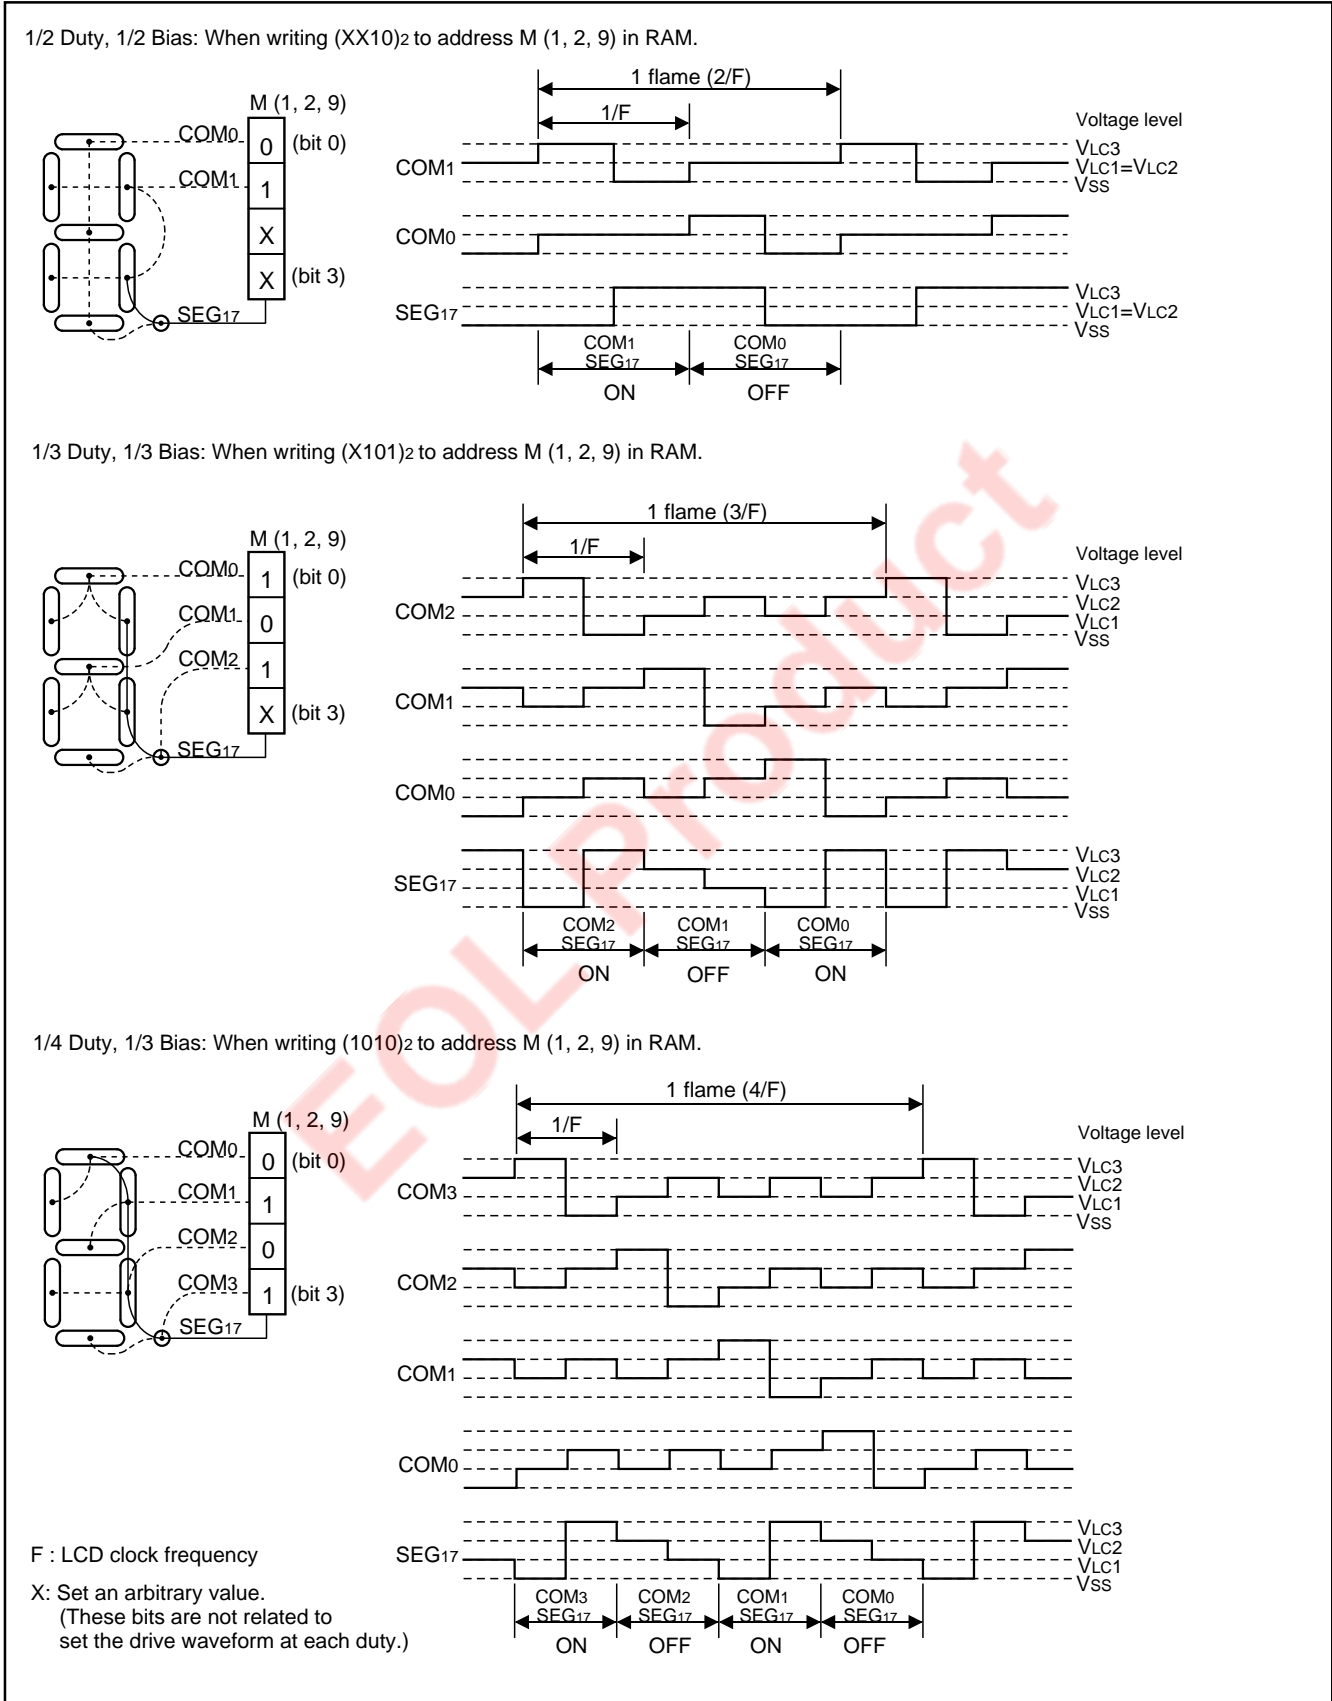 1/2 Duty, 1/2 Bias: When writing (XX10)2 to address M (1, 2, 9) in RAM.
1 flame (2/F)
M (1, 2, 9)
1/F
Voltage level
COM0
0
(bit 0)
VLC3
COM1
VLC1=VLC2
VSS
COM1
1
X
COM0
X
(bit 3)
VLC3
SEG17
SEG17
VLC1=VLC2
VSS
COM1
SEG17
COM0
SEG17
ON
OFF
1/3 Duty, 1/3 Bias: When writing (X101)2 to address M (1, 2, 9) in RAM.
1 flame (3/F)
M (1, 2, 9)
1/F
Voltage level
COM0
1
(bit 0)
VLC3
VLC2
COM2
VLC1
VSS
COM1
0
COM2
1
X
(bit 3)
COM1
SEG17
COM0
VLC3
VLC2
SEG17
VLC1
VSS
COM2
SEG17
COM1
SEG17
COM0
SEG17
ON
OFF
ON
1/4 Duty, 1/3 Bias: When writing (1010)2 to address M (1, 2, 9) in RAM.
1 flame (4/F)
M (1, 2, 9)
1/F
Voltage level
COM0
0
(bit 0)
VLC3
VLC2
COM3
VLC1
VSS
COM1
1
COM2
0
COM3
1
(bit 3)
COM2
SEG17
COM1
COM0
VLC3
VLC2
SEG17
VLC1
VSS
COM3
SEG17
COM2
SEG17
COM1
SEG17
COM0
SEG17
ON
OFF
ON
OFF
F : LCD clock frequency
X: Set an arbitrary value.
(These bits are not related to
set the drive waveform at each duty.)
EOL Product